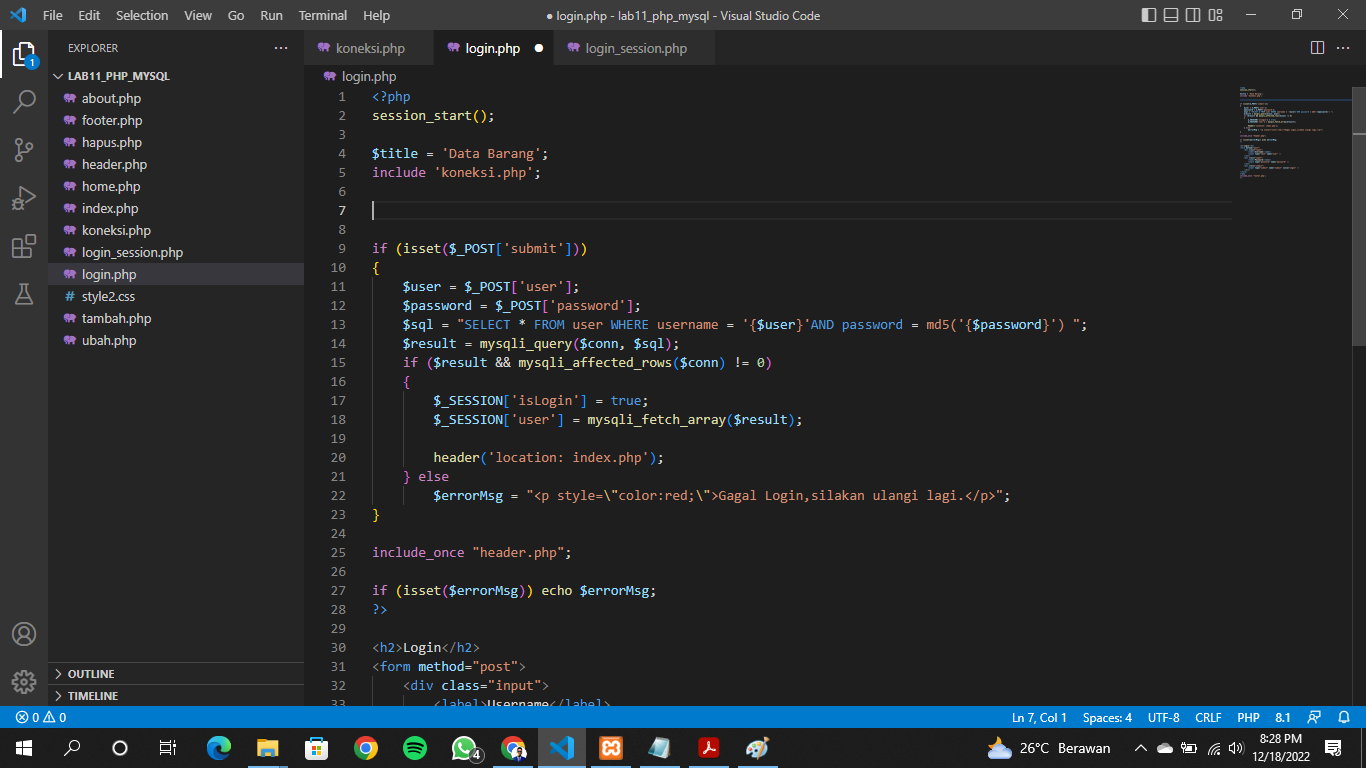 File Edit Selection View Go Run Terminal Help
● login.php - lab11_php_mysql - Visual Studio Code
EXPLORER
LAB11_PHP_MYSQL
about.php
footer.php
hapus.php
header.php
home.php
index.php
koneksi.php
login_session.php
login.php
# style2.css
tambah.php
ubah.php
OUTLINE
TIMELINE
1
koneksi.php login.php ● login_session.php
login.php
1 <?php
2 session_start();
3
4 $title = 'Data Barang';
5 include 'koneksi.php';
6
7
8
9 if (isset($_POST['submit']))
10 {
11 $user = $_POST['user'];
12 $password = $_POST['password'];
13 $sql = "SELECT * FROM user WHERE username = '{$user}'AND password = md5('{$password}') ";
14 $result = mysqli_query($conn, $sql);
15 if ($result && mysqli_affected_rows($conn) != 0)
16 {
17 $_SESSION['isLogin'] = true;
18 $_SESSION['user'] = mysqli_fetch_array($result);
19
20 header('location: index.php');
21 } else
22 $errorMsg = "<p style=\"color:red;\">Gagal Login,silakan ulangi lagi.</p>";
23 }
24
25 include_once "header.php";
26
27 if (isset($errorMsg)) echo $errorMsg;
28 ?>
29
30 <h2>Login</h2>
31 <form method="post">
32 <div class="input">
33 <label>Username</label>
0 0 Ln 7, Col 1 Spaces: 4 UTF-8 CRLF PHP 8.1
4
26°C Berawan
8:28 PM
12/18/2022